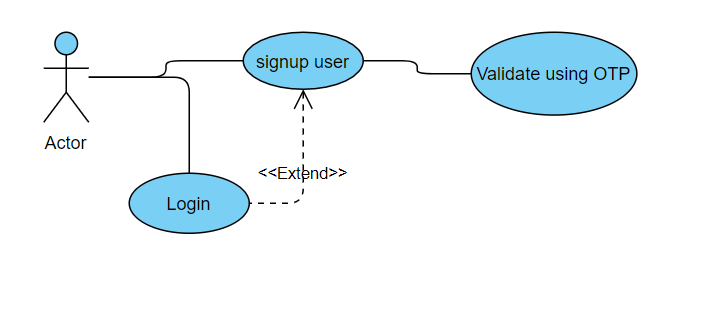 signup user
Validate using OTP
Actor
<<Extend>>
Login